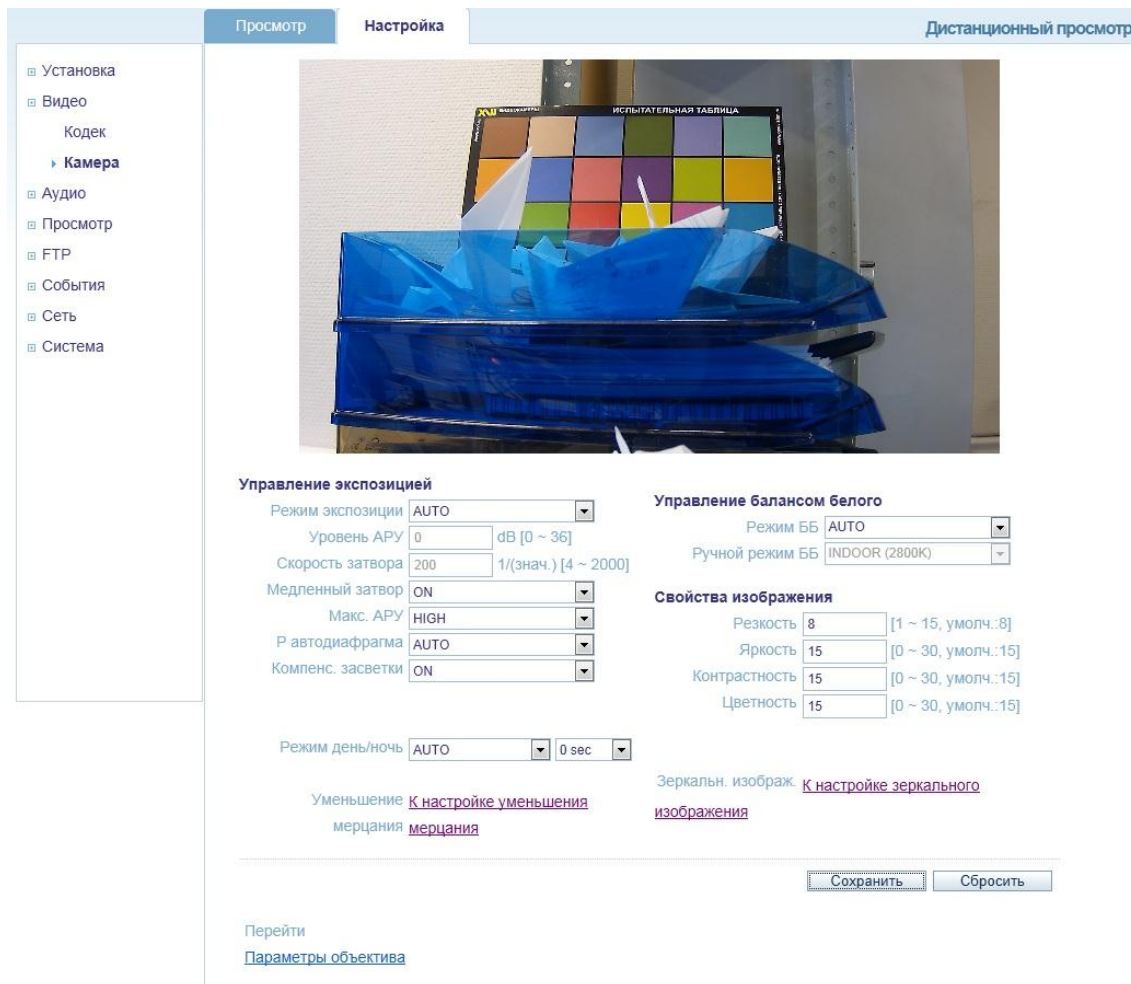 Просмотр
Настройка
Дистанционный просмотр
Установка
Видео
Кодек
Камера
Аудио
Просмотр
FTP
События
Сеть
Система
ИСПЫТАТЕЛЬНАЯ ТАБЛИЦА
Управление экспозицией
Режим экспозиции AUTO
Уровень АРУ 0 dB [0 ~ 36]
Скорость затвора 200 1/(знач.) [4 ~ 2000]
Медленный затвор ON
Макс. АРУ HIGH
Р автодиафрагма AUTO
Компенс. засветки ON
Режим день/ночь AUTO 0 sec
Уменьшение К настройке уменьшения
мерцания мерцания
Управление балансом белого
Режим ББ AUTO
Ручной режим ББ INDOOR (2800K)
Свойства изображения
Резкость 8 [1 ~ 15, умолч.:8]
Яркость 15 [0 ~ 30, умолч.:15]
Контрастность 15 [0 ~ 30, умолч.:15]
Цветность 15 [0 ~ 30, умолч.:15]
Зеркальн. изображ. К настройке зеркального
изображения
Сохранить Сбросить
Перейти
Параметры объектива